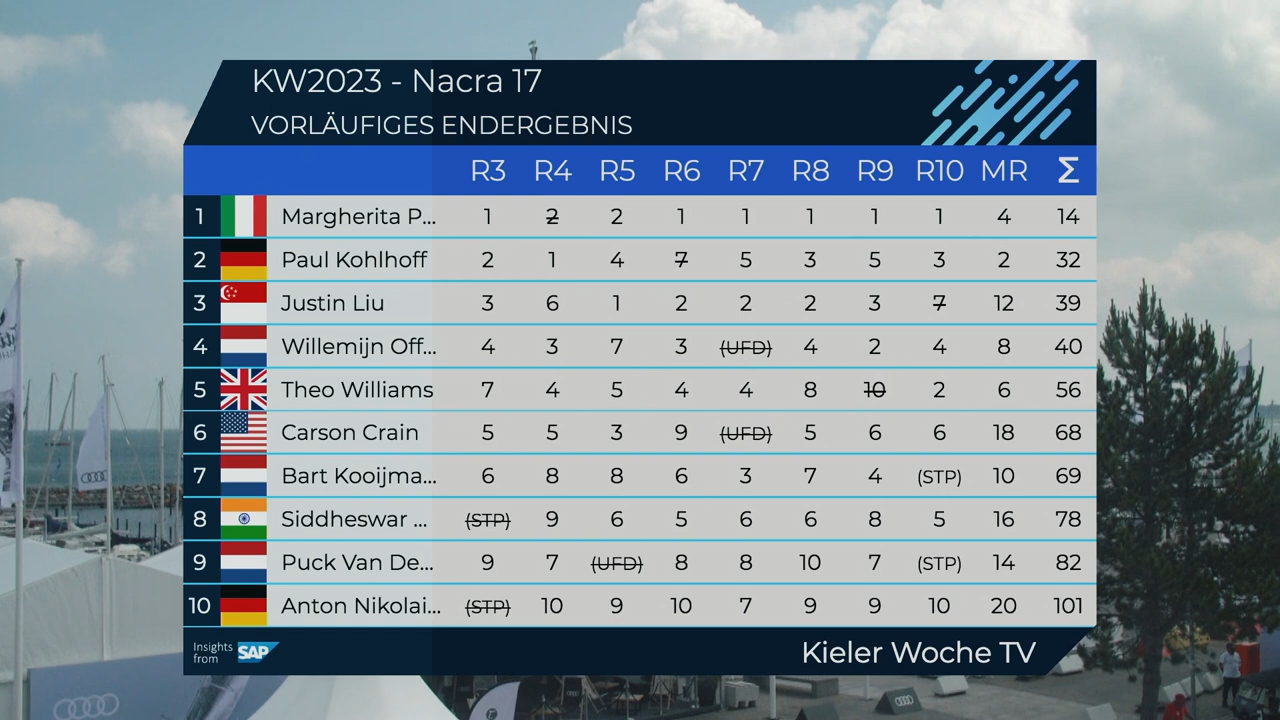 KW2023 - Nacra 17
VORLÄUFIGES ENDERGEBNIS
R3 R4 R5 R6 R7 R8 R9 R10 MR Σ
1 Margherita P... 1 2 2 1 1 1 1 1 4 14
2 Paul Kohlhoff 2 1 4 7 5 3 5 3 2 32
3 Justin Liu 3 6 1 2 2 2 3 7 12 39
4 Willemijn Off... 4 3 7 3 (UFD) 4 2 4 8 40
5 Theo Williams 7 4 5 4 4 8 10 2 6 56
6 Carson Crain 5 5 3 9 (UFD) 5 6 6 18 68
7 Bart Kooijma... 6 8 8 6 3 7 4 (STP) 10 69
8 Siddheswar ... (STP) 9 6 5 6 6 8 5 16 78
9 Puck Van De... 9 7 (UFD) 8 8 10 7 (STP) 14 82
10 Anton Nikolai... (STP) 10 9 10 7 9 9 10 20 101
Insights
from SAP
Kieler Woche TV